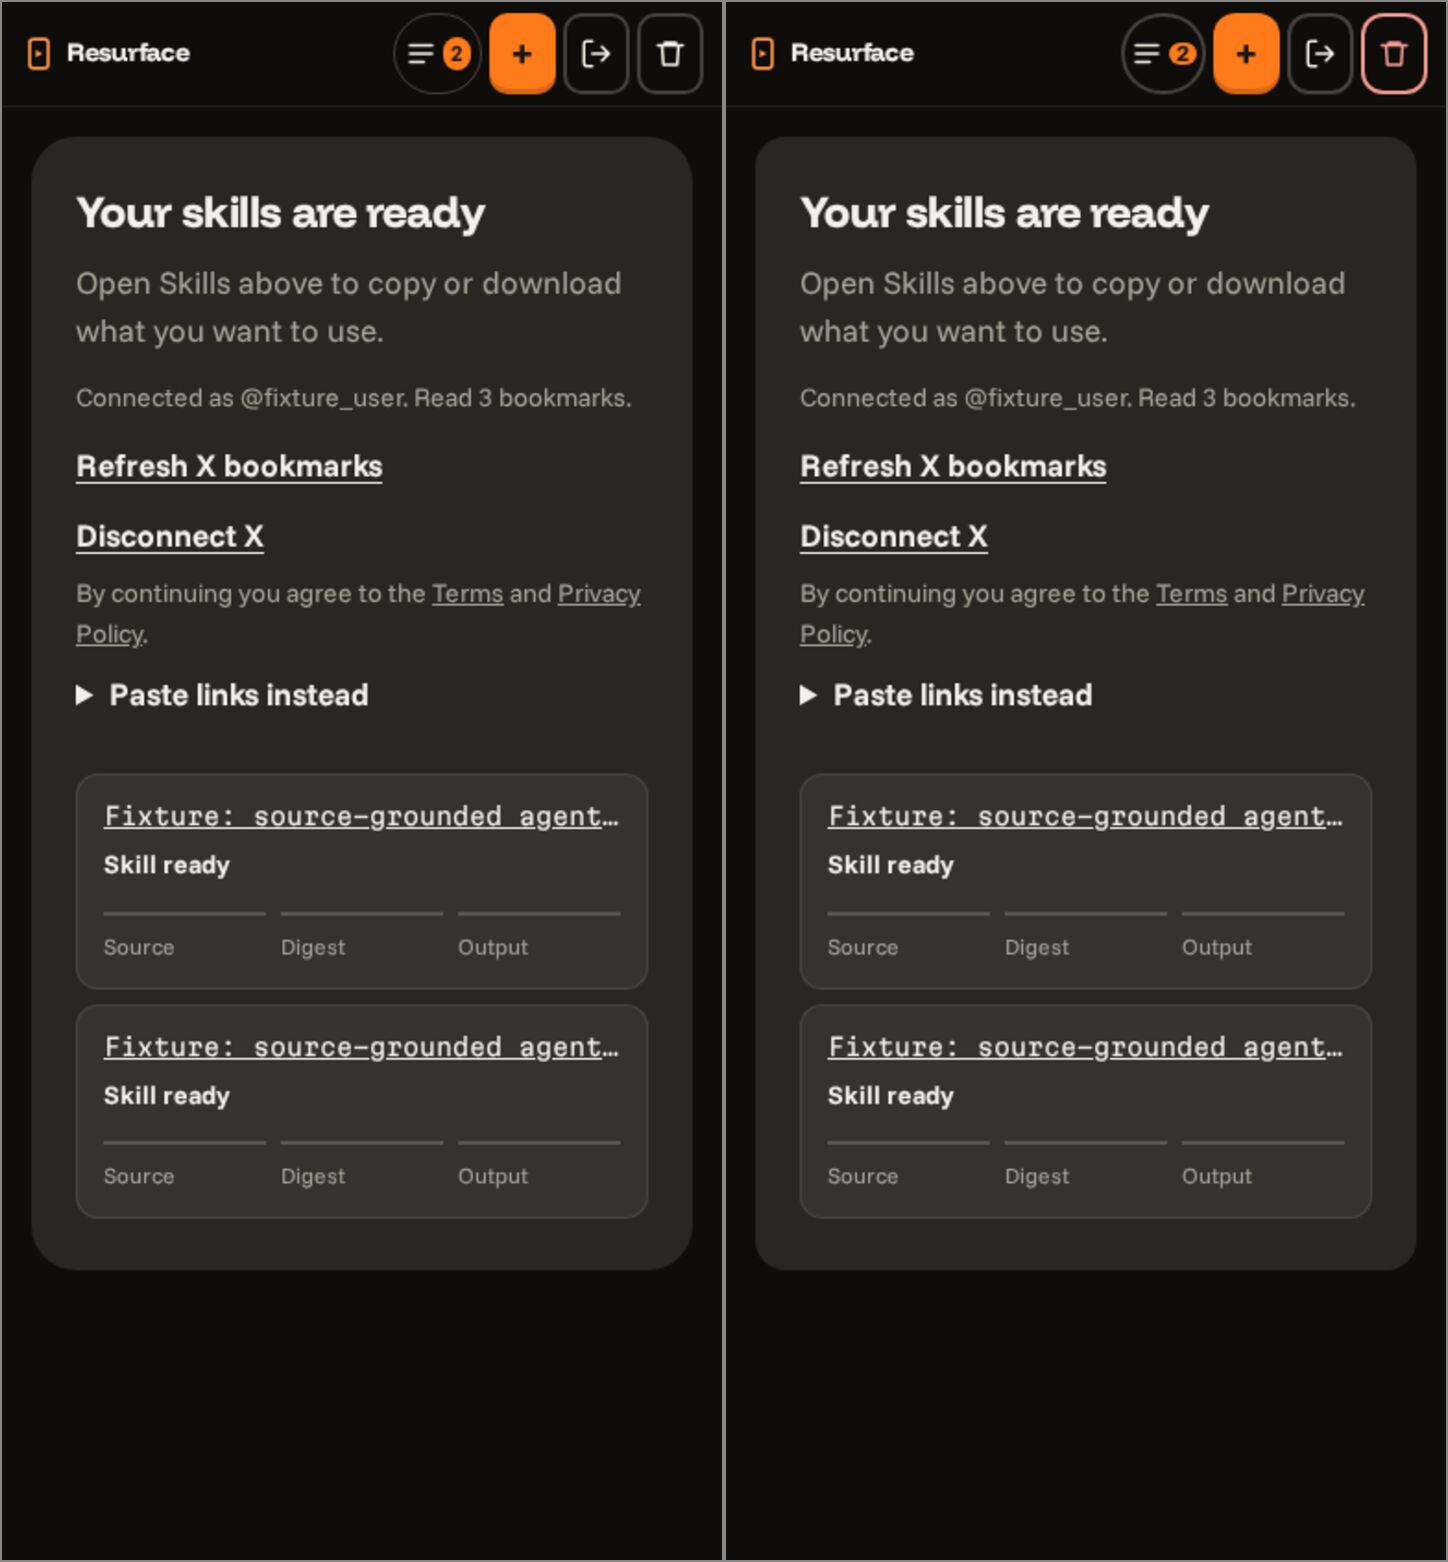 Resurface
2
+
Your skills are ready
Open Skills above to copy or download
what you want to use.
Connected as @fixture_user. Read 3 bookmarks.
Refresh X bookmarks
Disconnect X
By continuing you agree to the Terms and Privacy
Policy.
Paste links instead
Fixture: source-grounded agent…
Skill ready
Source Digest Output
Fixture: source-grounded agent…
Skill ready
Source Digest Output
Resurface
2
+
Your skills are ready
Open Skills above to copy or download
what you want to use.
Connected as @fixture_user. Read 3 bookmarks.
Refresh X bookmarks
Disconnect X
By continuing you agree to the Terms and Privacy
Policy.
Paste links instead
Fixture: source-grounded agent…
Skill ready
Source Digest Output
Fixture: source-grounded agent…
Skill ready
Source Digest Output